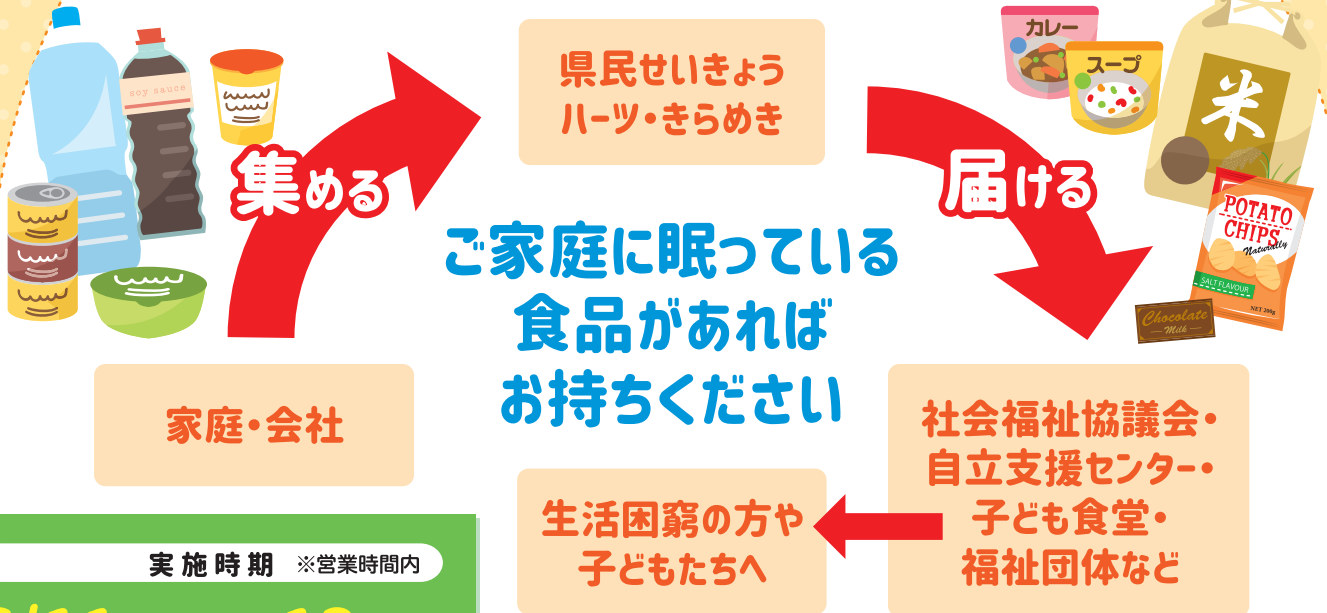 カレー
スープ
米
soy sauce
県民せいきょう
ハーツ・きらめき
集める
届ける
POTATO
CHIPS
Naturally
SALT FLAVOUR
NET 200g
Chocolate
Milk
ご家庭に眠っている
食品があれば
お持ちください
家庭・会社
社会福祉協議会・
自立支援センター・
子ども食堂・
福祉団体など
生活困窮の方や
子どもたちへ
実施時期 ※営業時間内